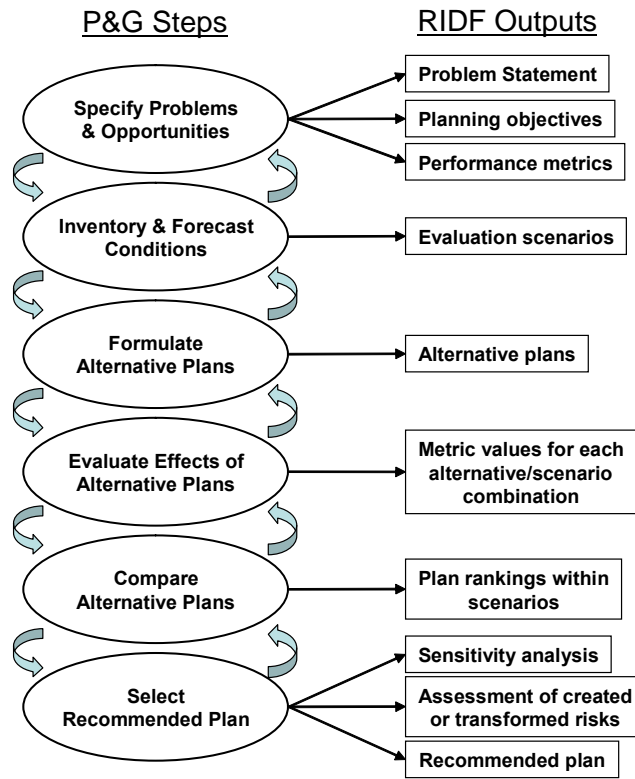 P&G Steps
RIDF Outputs
Specify Problems
& Opportunities
Problem Statement
Planning objectives
Performance metrics
Inventory & Forecast
Conditions
Evaluation scenarios
Formulate
Alternative Plans
Alternative plans
Evaluate Effects of
Alternative Plans
Metric values for each
alternative/scenario
combination
Compare
Alternative Plans
Plan rankings within
scenarios
Select
Recommended Plan
Sensitivity analysis
Assessment of created
or transformed risks
Recommended plan